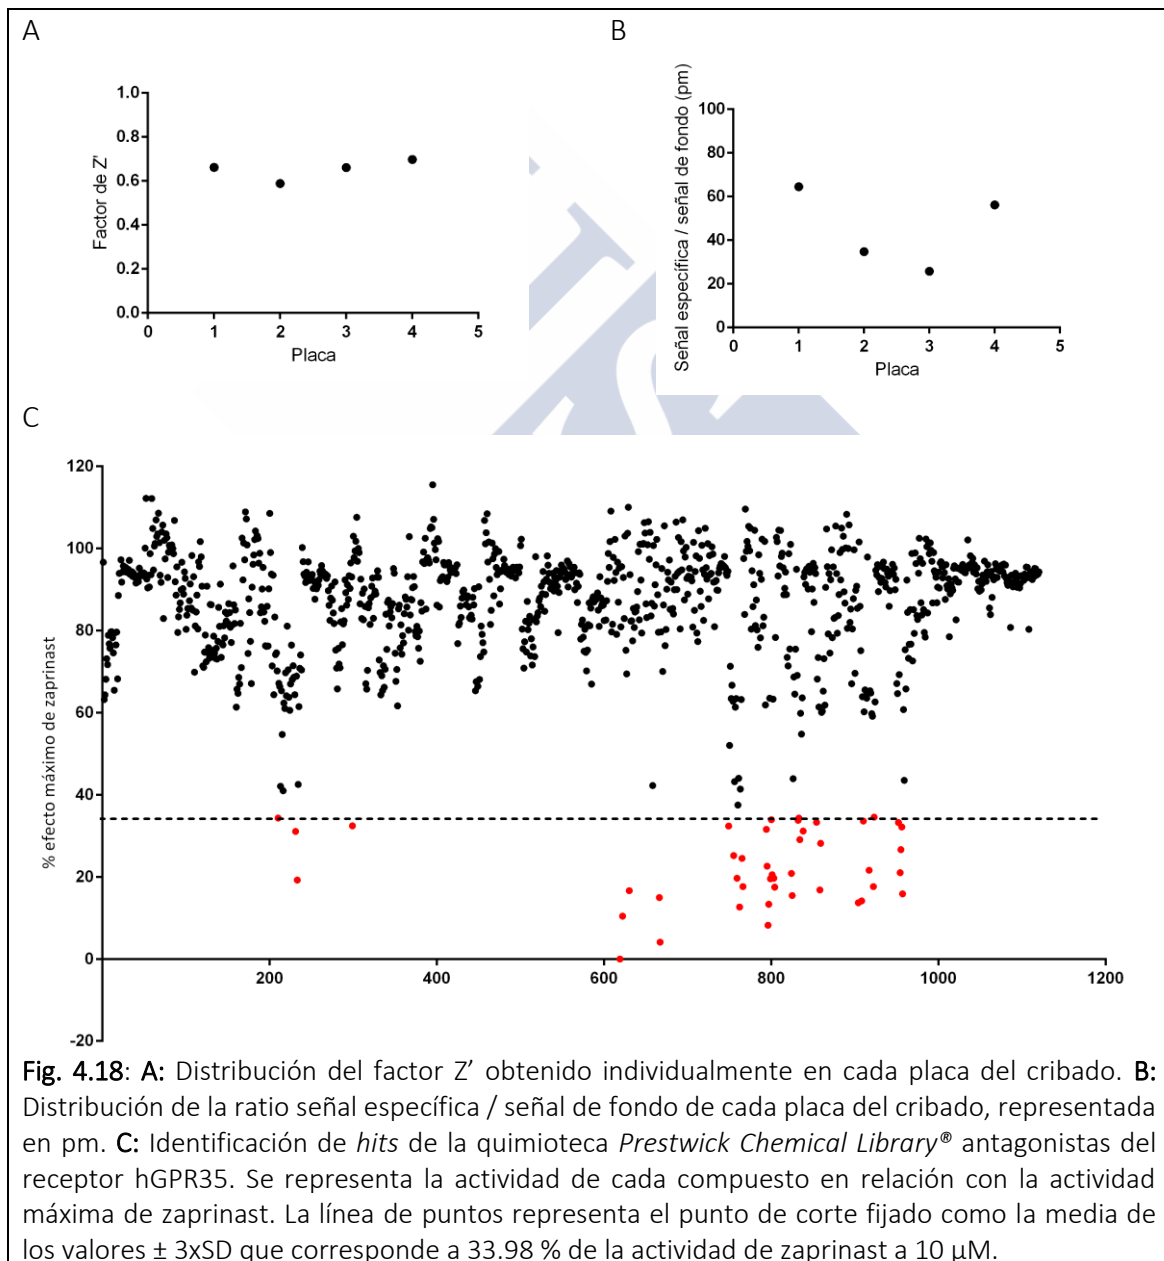 A
B
1.0
0.8
0.6
0.4
0.2
0.0
Factor de Z'
0 1 2 3 4 5
Placa
100
80
60
40
20
0
Señal específica / señal de fondo (pm)
0 1 2 3 4 5
Placa
C
120
100
80
60
40
20
0
-20
% efecto máximo de zaprinast
200 400 600 800 1000 1200
Fig. 4.18: A: Distribución del factor Z’ obtenido individualmente en cada placa del cribado. B:
Distribución de la ratio señal específica / señal de fondo de cada placa del cribado, representada
en pm. C: Identificación de hits de la quimioteca Prestwick Chemical Library® antagonistas del
receptor hGPR35. Se representa la actividad de cada compuesto en relación con la actividad
máxima de zaprinast. La línea de puntos representa el punto de corte fijado como la media de
los valores ± 3xSD que corresponde a 33.98 % de la actividad de zaprinast a 10 µM.